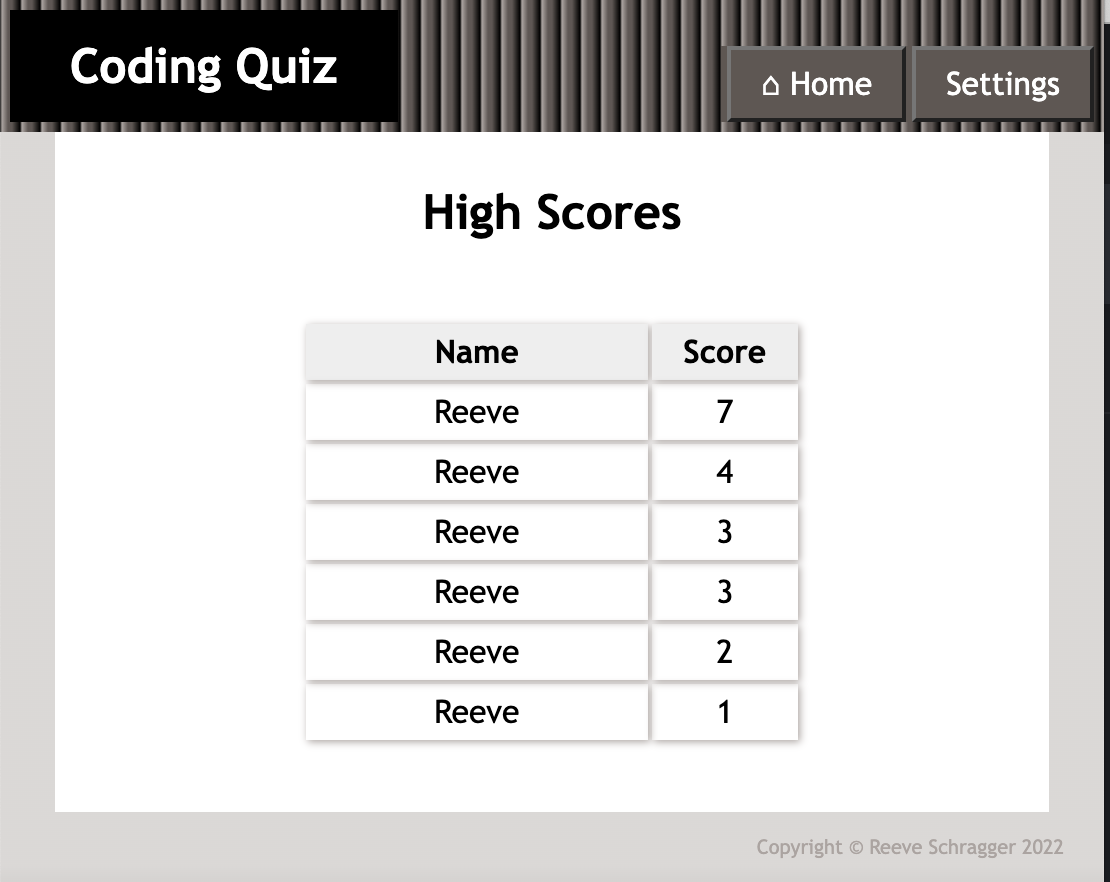 Coding Quiz
⌂ Home Settings
High Scores
Name Score
Reeve 7
Reeve 4
Reeve 3
Reeve 3
Reeve 2
Reeve 1
Copyright © Reeve Schragger 2022